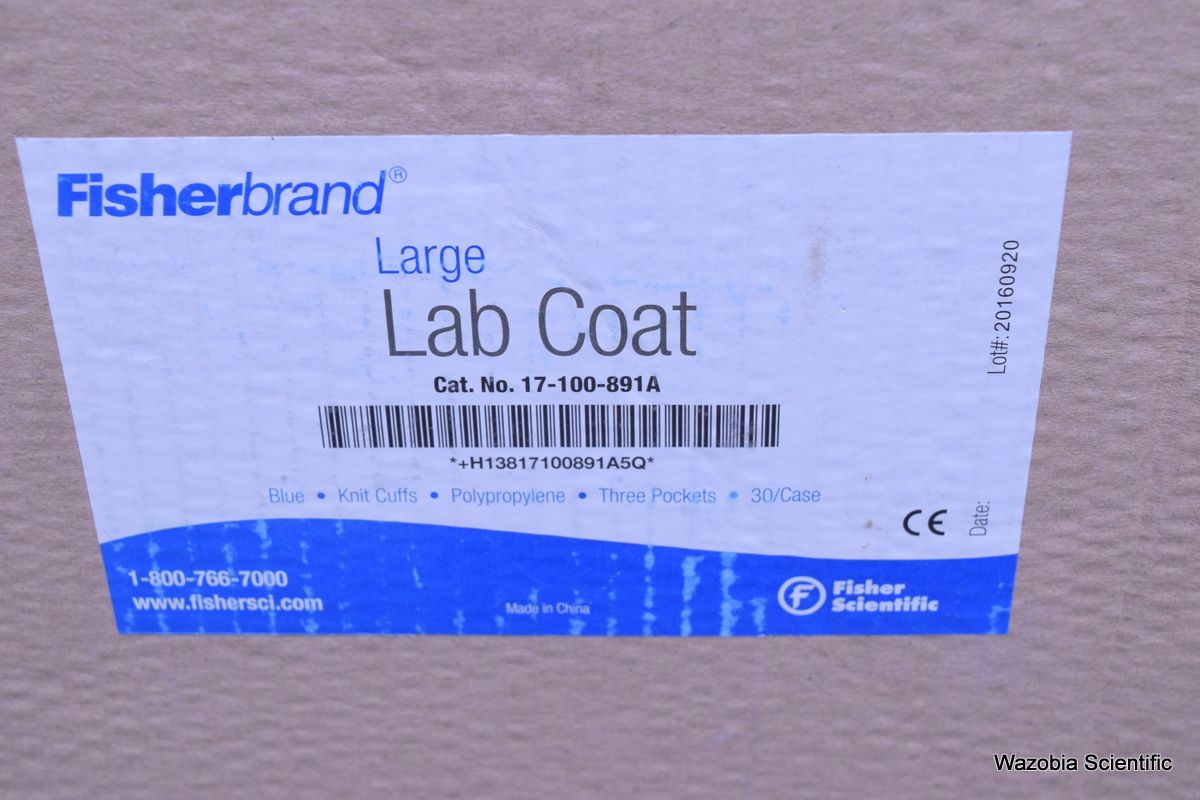 Fisherbrand®
Large
Lab Coat
Cat. No. 17-100-891A
*+H13817100891A5Q*
Blue • Knit Cuffs • Polypropylene • Three Pockets • 30/Case
Lot#: 20160920
CE
Date:
1-800-766-7000
www.fishersci.com
Made in China
F
Fisher
Scientific
Wazobia Scientific